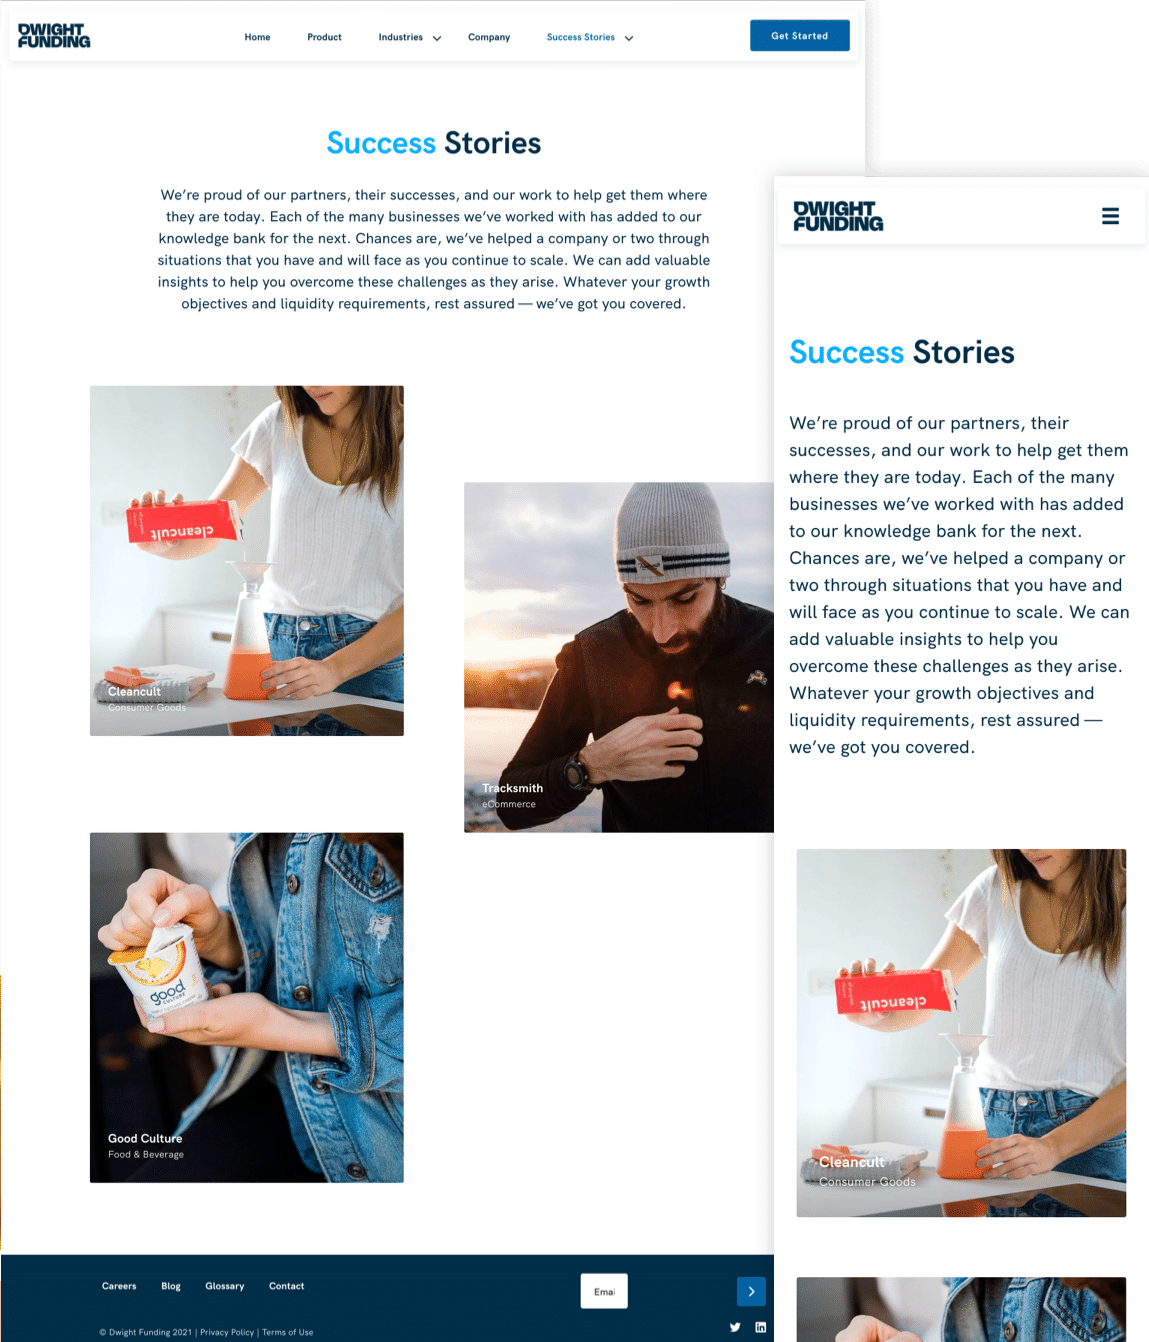 DWIGHT
FUNDING
Home
Product
Industries
Company
Success Stories
Get Started
Success Stories
We’re proud of our partners, their successes, and our work to help get them where
they are today. Each of the many businesses we’ve worked with has added to our
knowledge bank for the next. Chances are, we’ve helped a company or two through
situations that you have and will face as you continue to scale. We can add valuable
insights to help you overcome these challenges as they arise. Whatever your growth
objectives and liquidity requirements, rest assured — we’ve got you covered.
cleancult
Cleancult
Consumer Goods
Tracksmith
eCommerce
good
CULTURE
Good Culture
Food & Beverage
Careers
Blog
Glossary
Contact
Emai
© Dwight Funding 2021 | Privacy Policy | Terms of Use
DWIGHT
FUNDING
Success Stories
We’re proud of our partners, their
successes, and our work to help get them
where they are today. Each of the many
businesses we’ve worked with has added
to our knowledge bank for the next.
Chances are, we’ve helped a company or
two through situations that you have and
will face as you continue to scale. We can
add valuable insights to help you
overcome these challenges as they arise.
Whatever your growth objectives and
liquidity requirements, rest assured —
we’ve got you covered.
cleancult
Cleancult
Consumer Goods